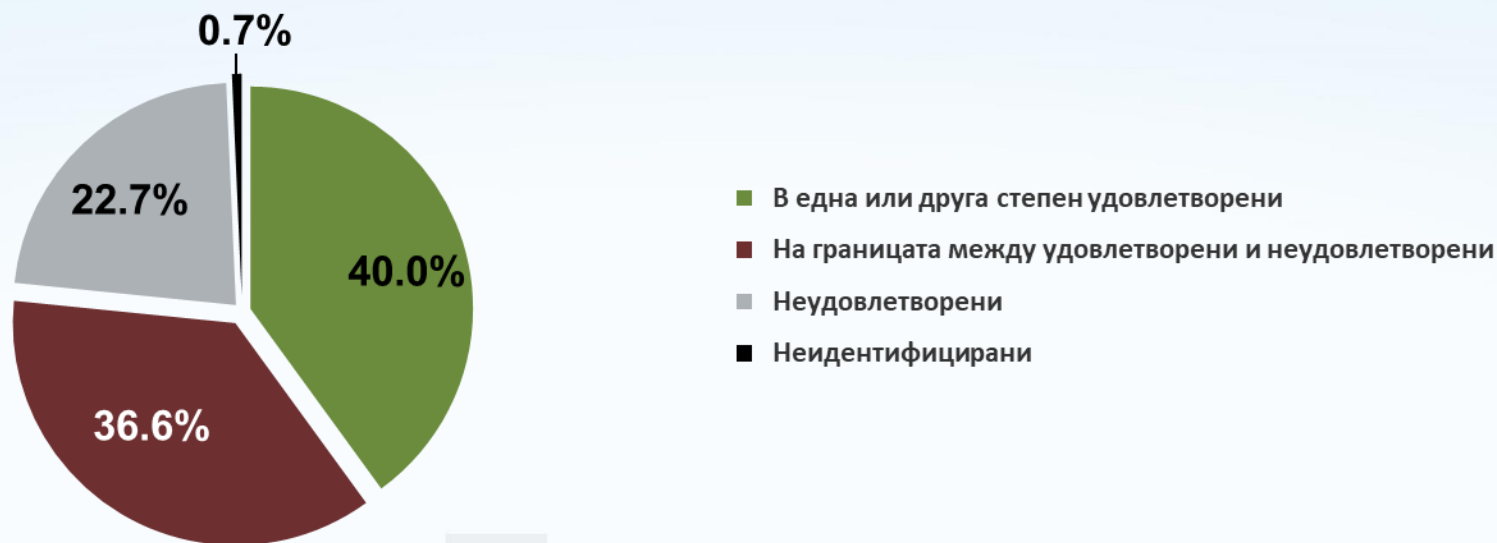 0.7%
22.7%
40.0%
36.6%
В една или друга степен удовлетворени
На границата между удовлетворени и неудовлетворени
Неудовлетворени
Неидентифицирани